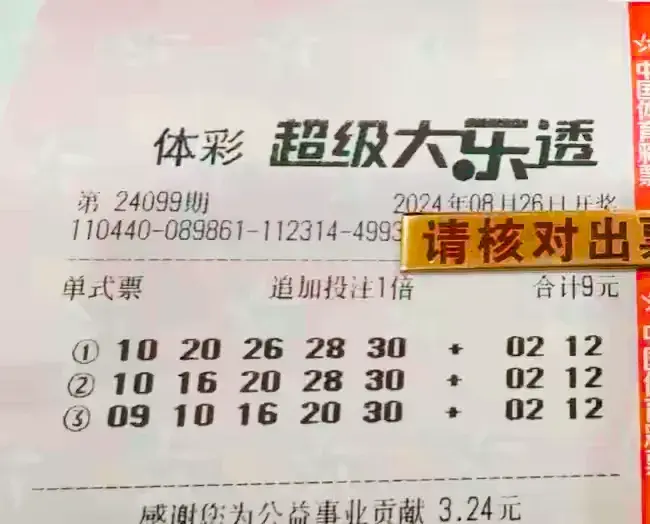 体彩 超级大乐透
第 24099期 2024年08月26日开奖
110440-089861-112314-4993
请核对出票
单式票 追加投注1倍 合计9元
① 10 20 26 28 30 + 02 12
② 10 16 20 28 30 + 02 12
③ 09 10 16 20 30 + 02 12
感谢您为公益事业贡献 3.24元
中国体育彩票
中国体育彩票